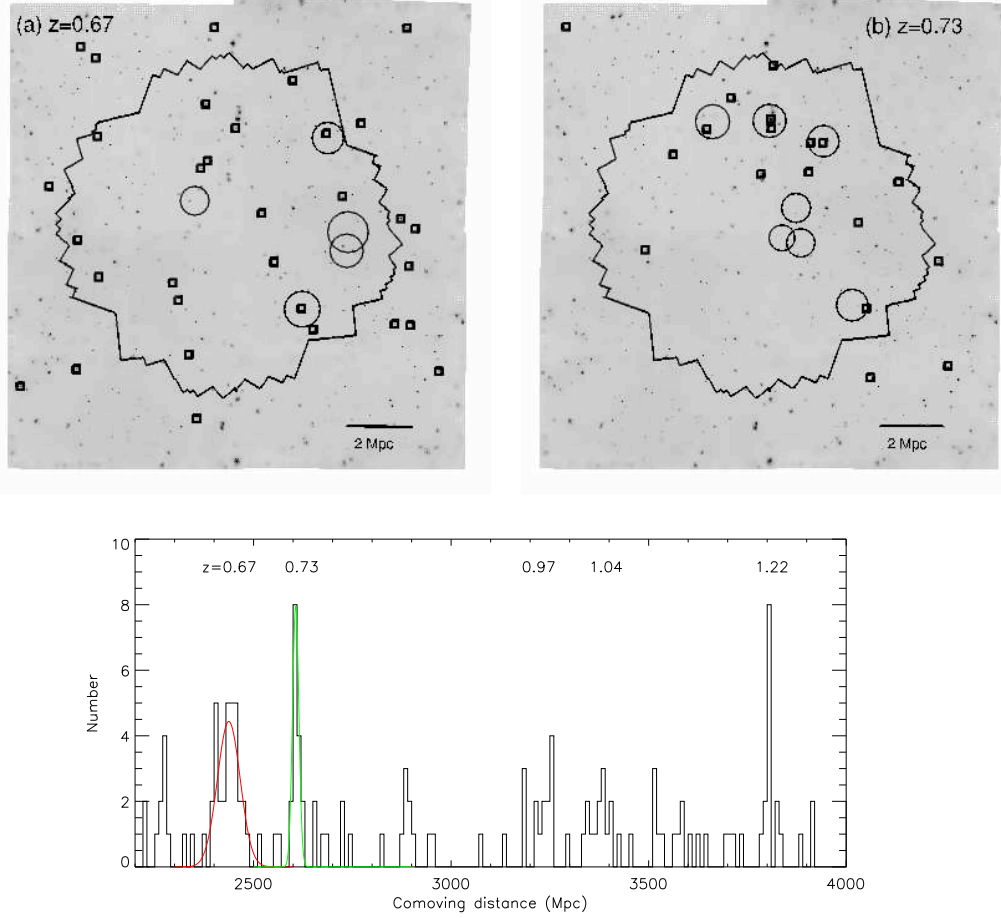 (a) z=0.67
(b) z=0.73
2 Mpc
2 Mpc
10
8
6
4
2
0
Number
z=0.67
0.73
0.97
1.04
1.22
2500
3000
3500
4000
Comoving distance (Mpc)